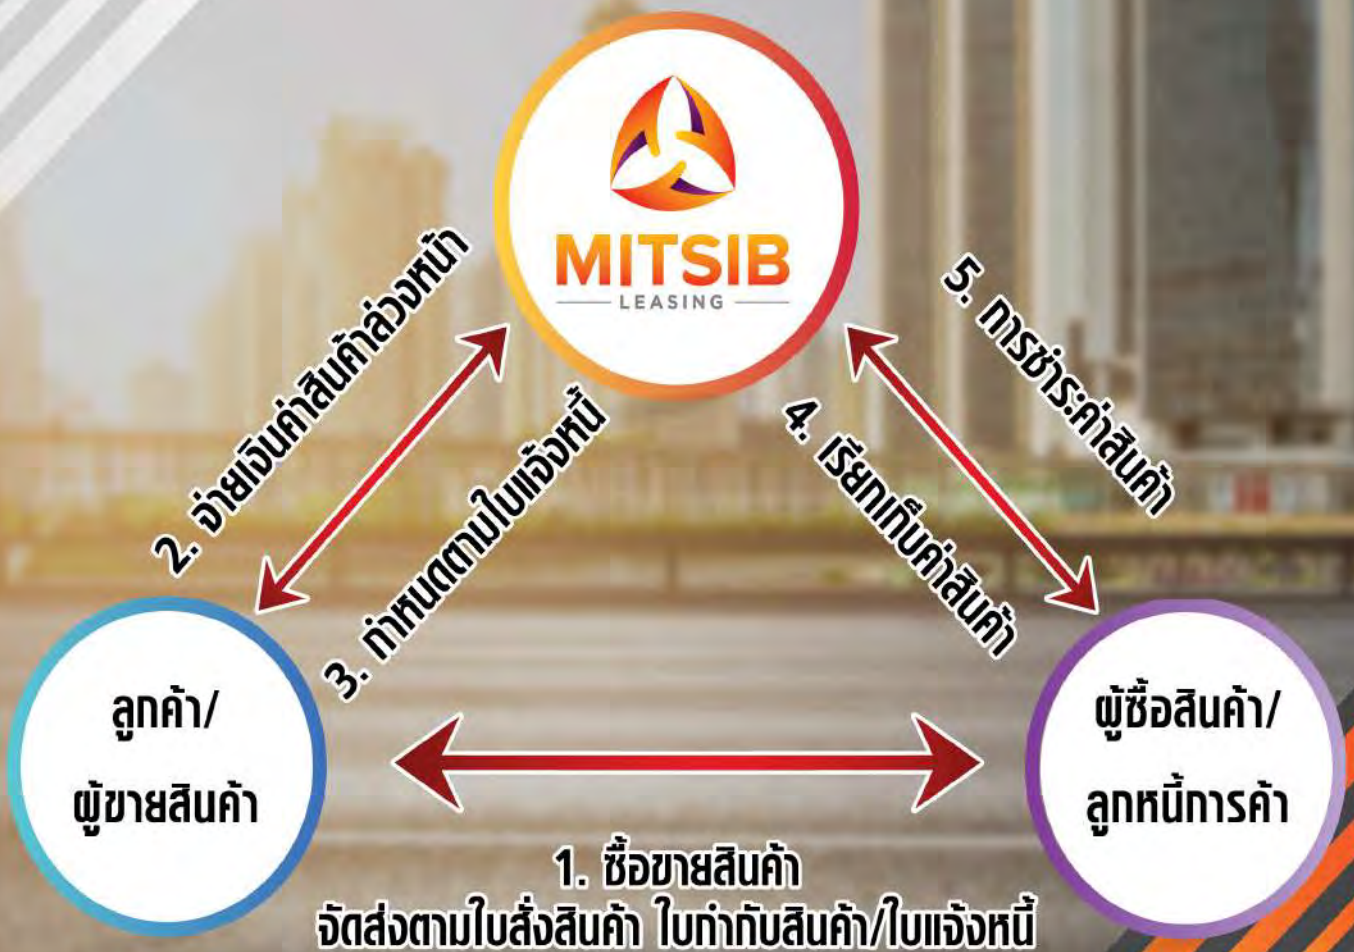 MITSIB
LEASING
2. จ่ายเงินค่าสินค้าล่วงหน้า
3. กำหนดตามใบแจ้งหนี้
4. เรียกเก็บค่าสินค้า
5. การชำระค่าสินค้า
ลูกค้า/
ผู้ขายสินค้า
ผู้ซื้อสินค้า/
ลูกหนี้การค้า
1. ซื้อขายสินค้า
จัดส่งตามใบสั่งสินค้า ใบกำกับสินค้า/ใบแจ้งหนี้